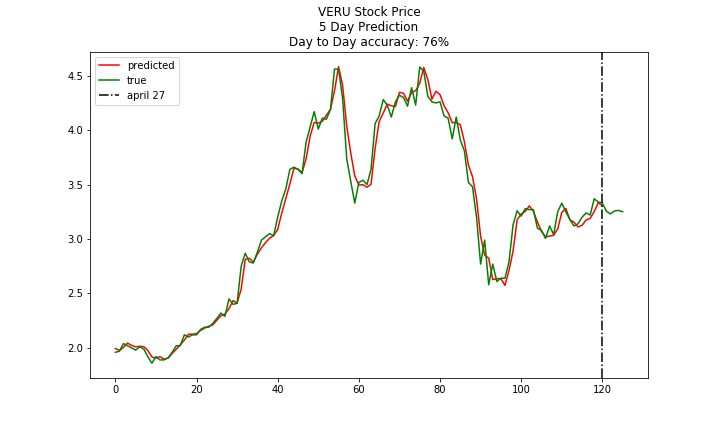 VERU Stock Price
5 Day Prediction
Day to Day accuracy: 76%
predicted
true
april 27
4.5
4.0
3.5
3.0
2.5
2.0
0 20 40 60 80 100 120